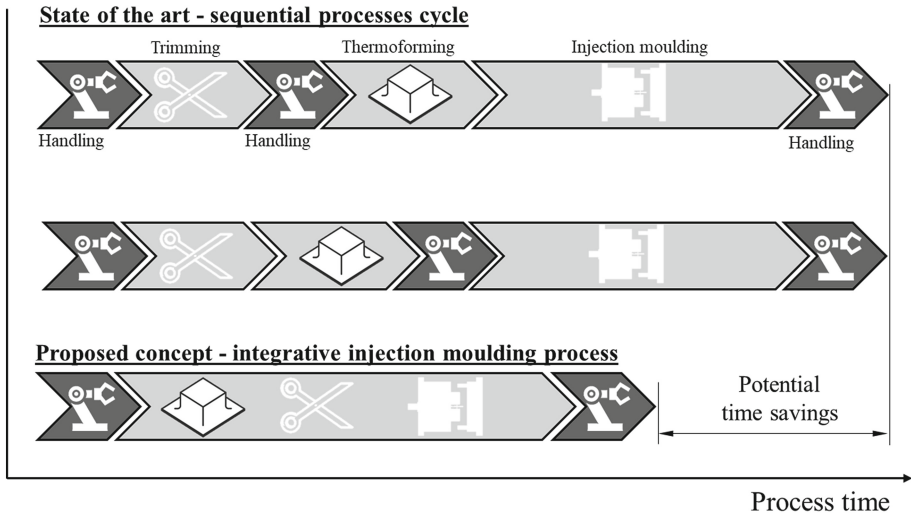 State of the art - sequential processes cycle
Trimming
Thermoforming
Injection moulding
Handling
Handling
Handling
Proposed concept - integrative injection moulding process
Potential
time savings
Process time